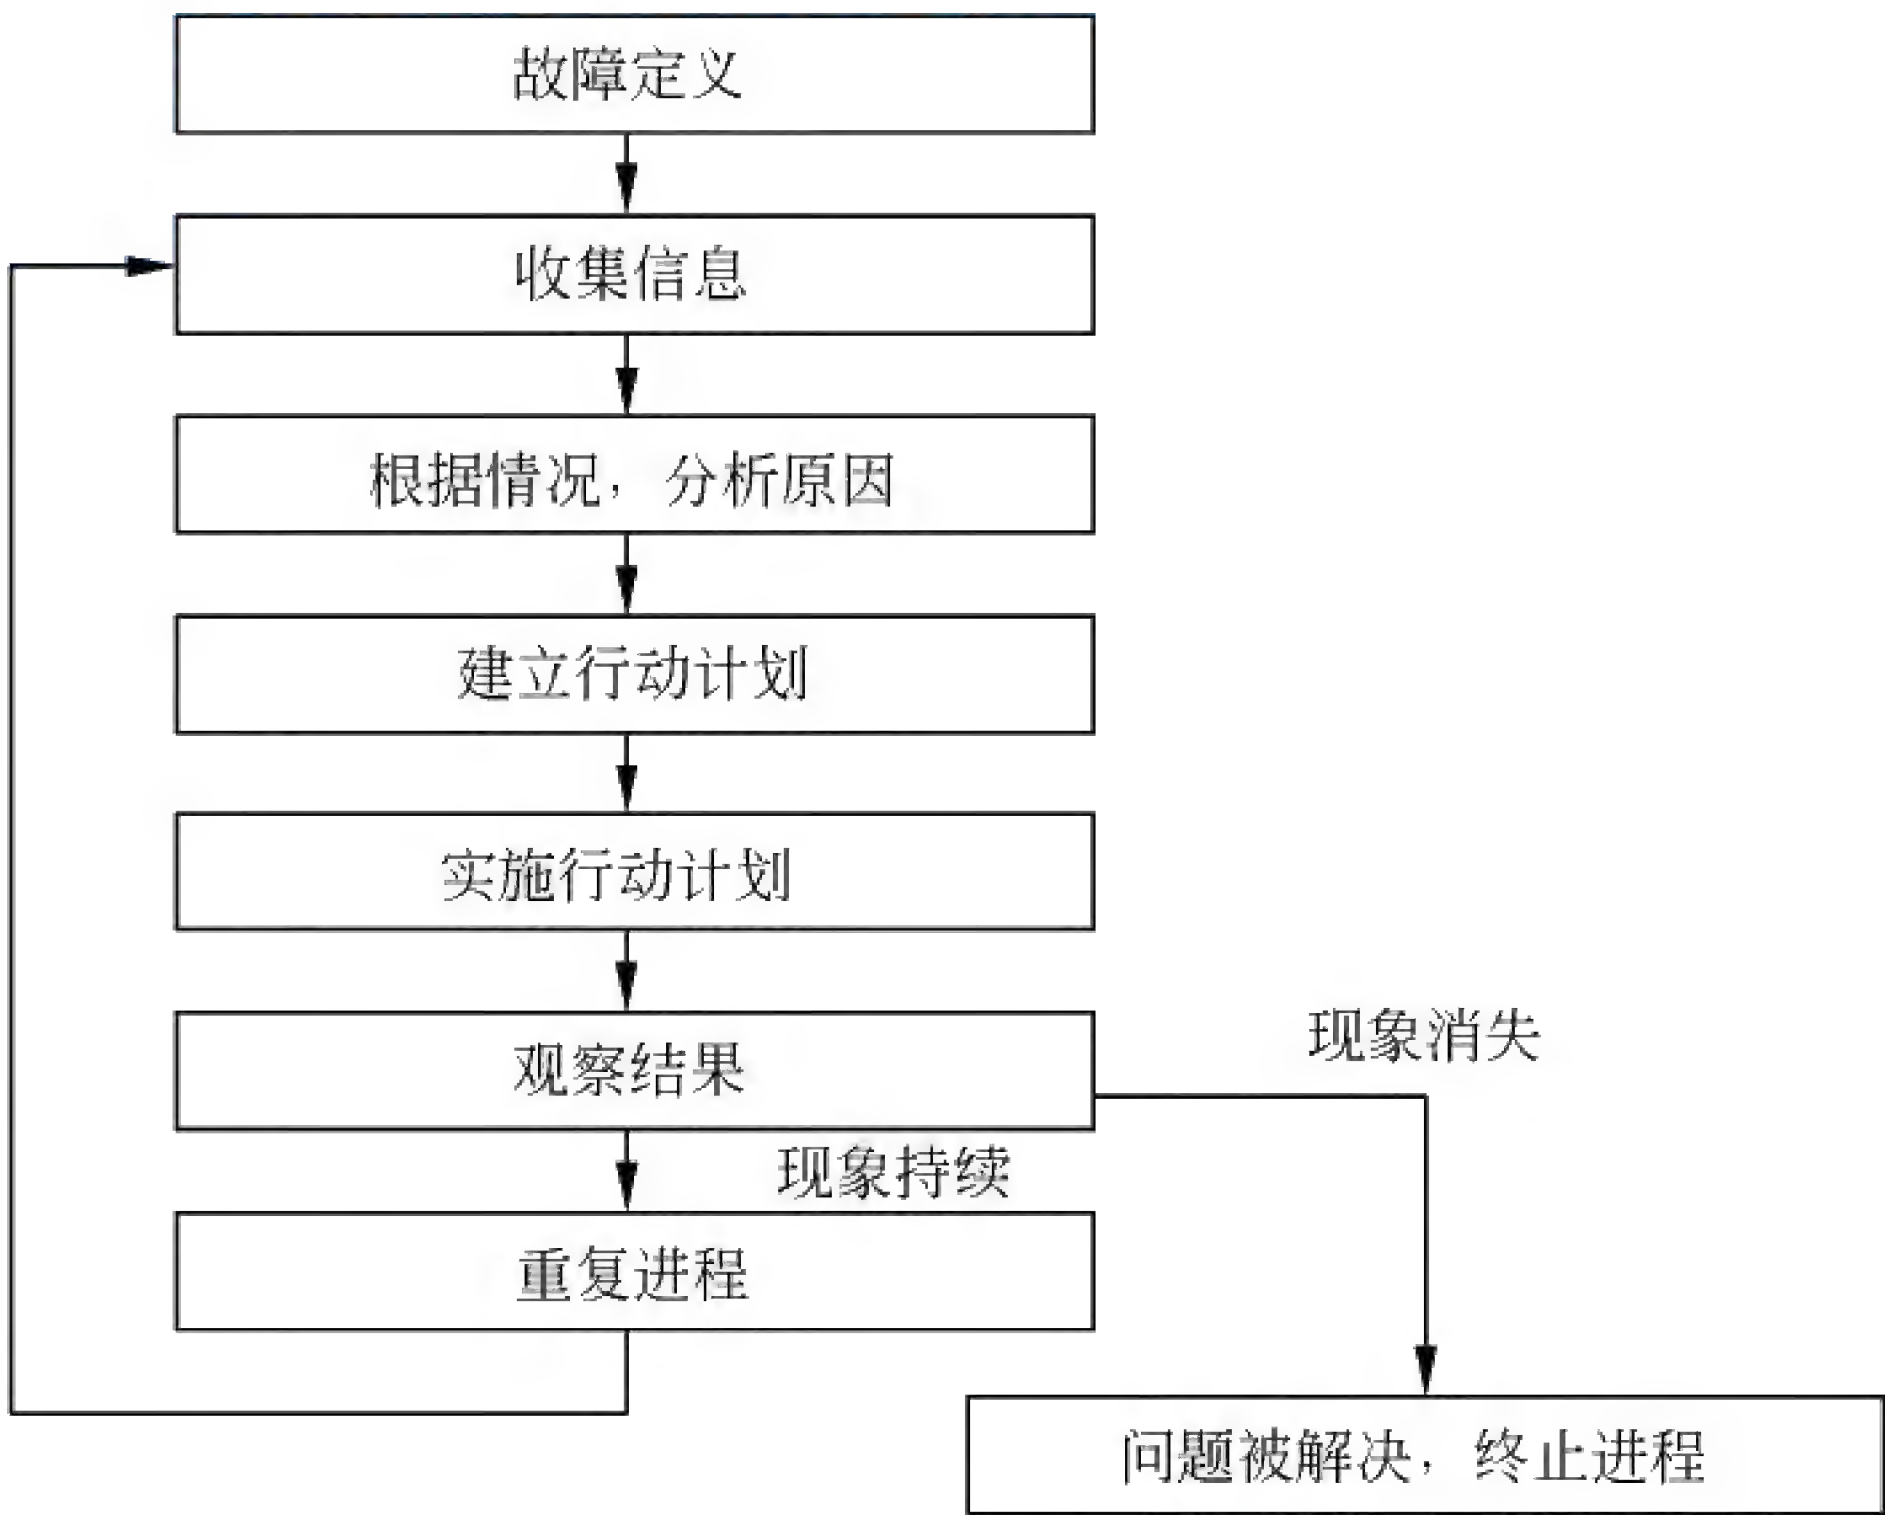 故障定义
收集信息
根据情况，分析原因
建立行动计划
实施行动计划
观察结果
现象消失
现象持续
重复进程
问题被解决，终止进程